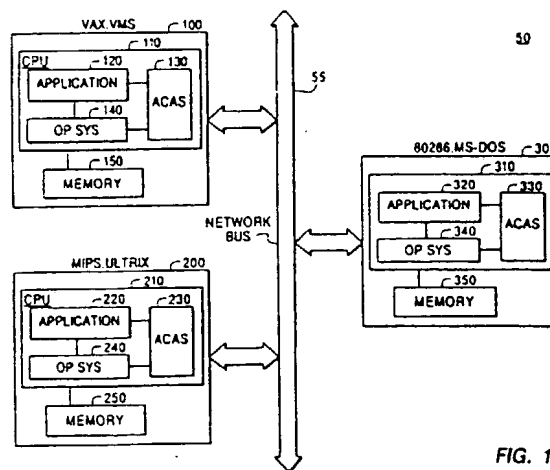 VAX.VMS 100
110
CPU 120 130
APPLICATION
ACAS
140
OP SYS
150
MEMORY
50
55
80286.MS-DOS 30
310
320 330
APPLICATION
ACAS
340
OP SYS
350
MEMORY
NETWORK
BUS
MIPS.ULTRIX 200
210
CPU 220 230
APPLICATION
ACAS
240
OP SYS
250
MEMORY
FIG. 1